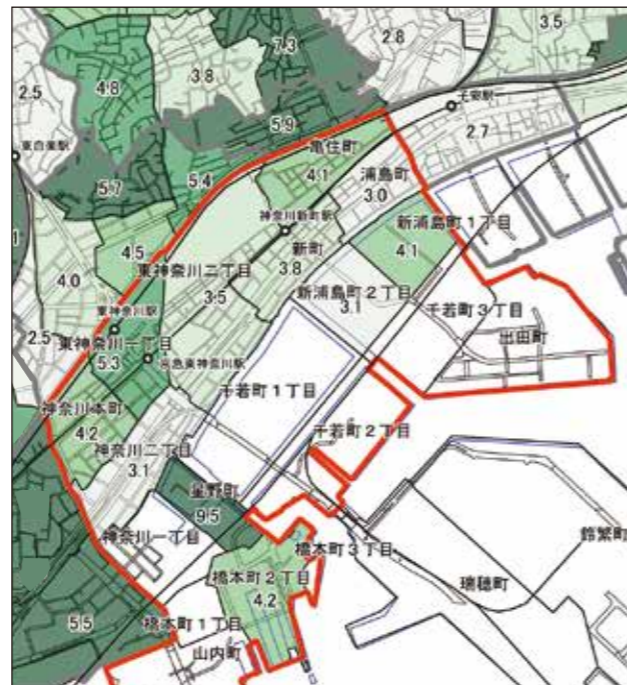 3.5
7.3
2.8
2.5
4.8
3.8
子安駅
5.9
2.7
東白楽駅
亀住町
4.1
浦島町
3.0
5.7
5.4
神奈川新町駅
新浦島町1丁目
4.1
4.5
新町
3.8
東神奈川二丁目
3.5
4.0
新浦島町2丁目
3.1
千若町3丁目
出田町
東神奈川駅
2.5
東神奈川一丁目
5.3
京急東神奈川駅
千若町1丁目
神奈川本町
4.2
千若町2丁目
神奈川二丁目
3.1
星野町
9.5
鈴繁町
神奈川一丁目
橋本町3丁目
瑞穂町
橋本町2丁目
4.2
5.5
橋本町1丁目
山内町